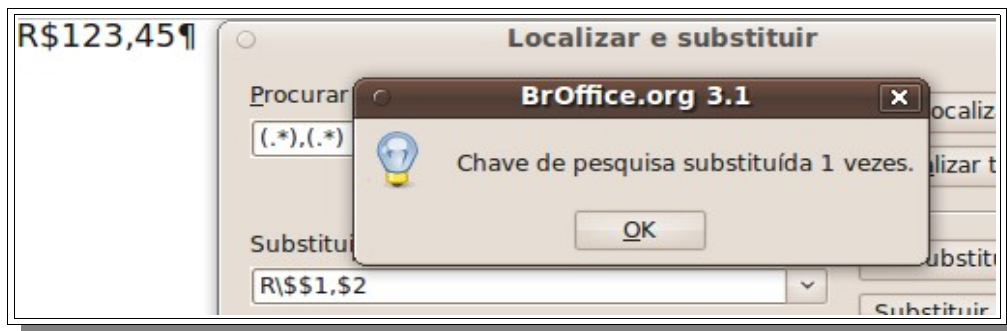 R$123,45¶
Localizar e substituir
Procurar
BrOffice.org 3.1
(.*),(.*)
Chave de pesquisa substituída 1 vezes.
OK
R\$$1,$2
Substituir